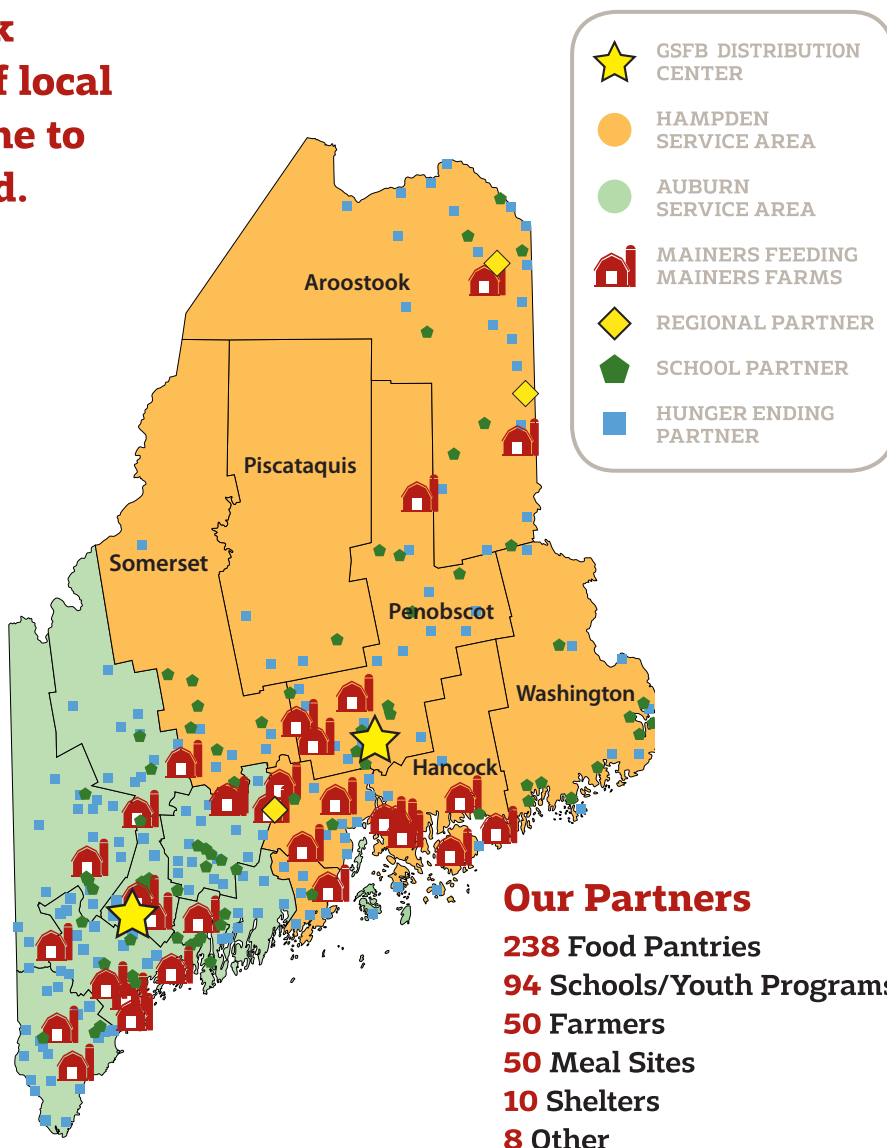 k
f local
ne to
d.
GSFB DISTRIBUTION
CENTER
HAMPDEN
SERVICE AREA
AUBURN
SERVICE AREA
MAINERS FEEDING
MAINERS FARMS
REGIONAL PARTNER
SCHOOL PARTNER
HUNGER ENDING
PARTNER
Aroostook
Piscataquis
Somerset
Penobscot
Washington
Hancock
Our Partners
238 Food Pantries
94 Schools/Youth Programs
50 Farmers
50 Meal Sites
10 Shelters
8 Other